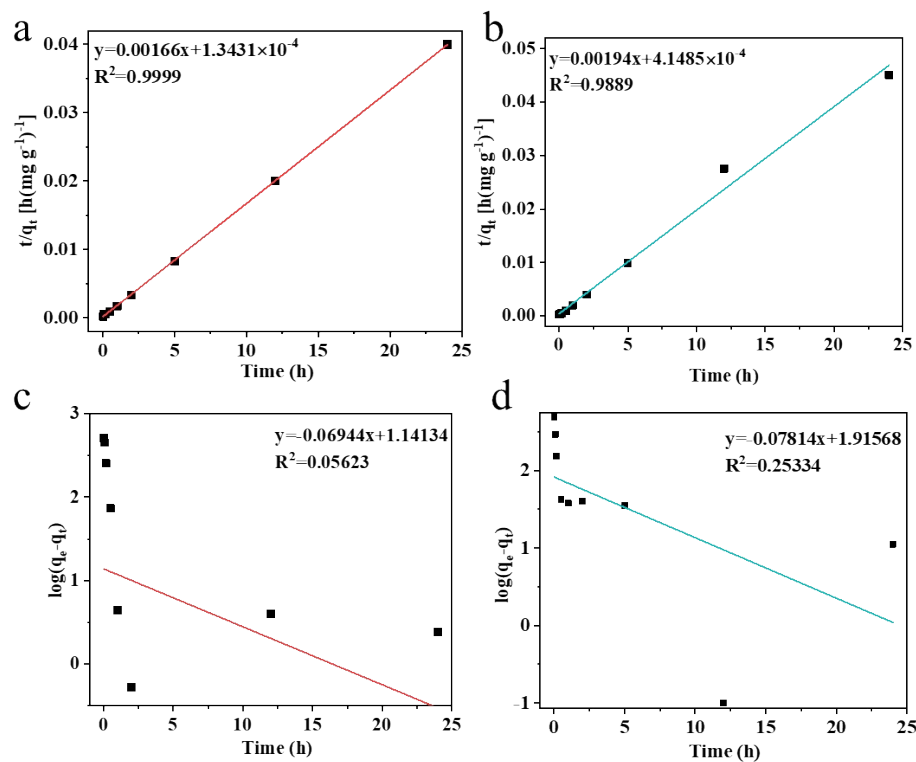 a
y=0.00166x+1.3431×10⁻⁴
R²=0.9999
0.04
0.03
0.02
0.01
0.00
t/qₜ [h(mg g⁻¹)⁻¹]
0 5 10 15 20 25
Time (h)
b
y=0.00194x+4.1485×10⁻⁴
R²=0.9889
0.05
0.04
0.03
0.02
0.01
0.00
t/qₜ [h(mg g⁻¹)⁻¹]
0 5 10 15 20 25
Time (h)
c
y=-0.06944x+1.14134
R²=0.05623
3
2
1
0
log(qₑ-qₜ)
0 5 10 15 20 25
Time (h)
d
y=-0.07814x+1.91568
R²=0.25334
2
1
0
-1
log(qₑ-qₜ)
0 5 10 15 20 25
Time (h)